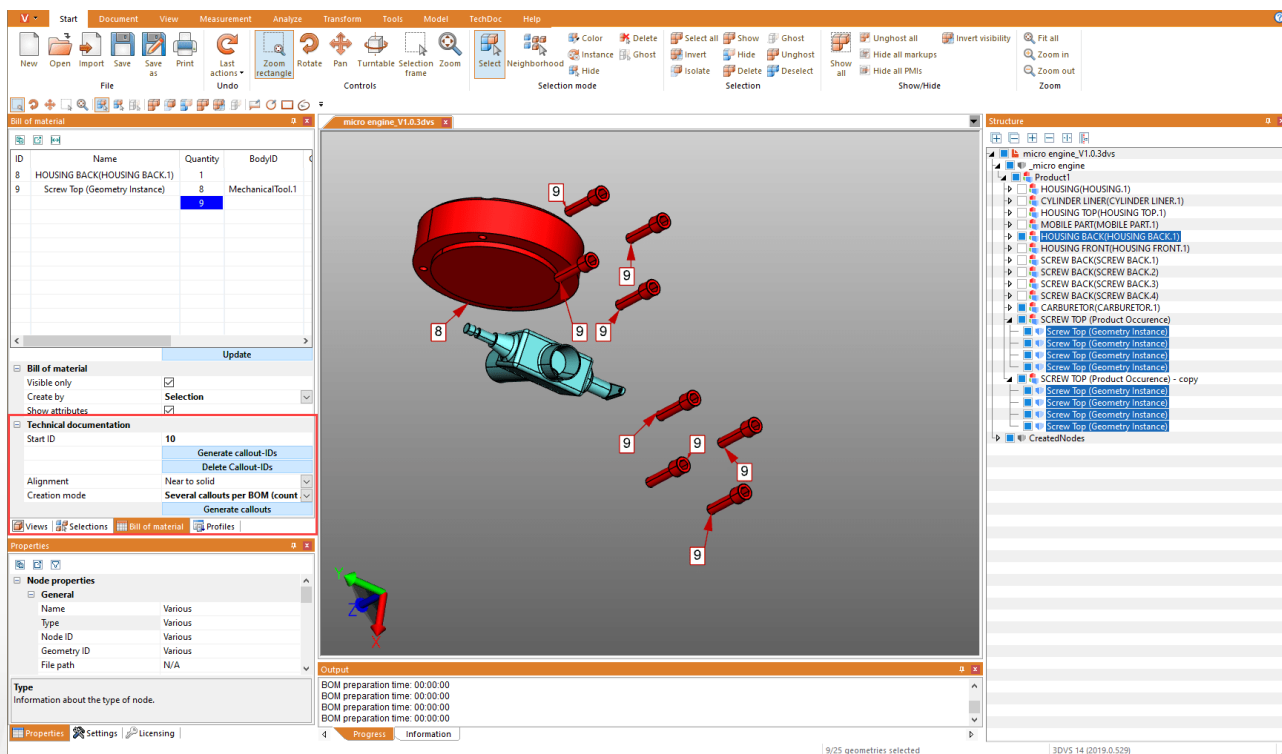 V Start Document View Measurement Analyze Transform Tools Model TechDoc Help
New Open Import Save Save as Print
File
Last actions
Undo
Zoom rectangle Rotate Pan Turntable Selection frame Zoom
Controls
Select Neighborhood Color Delete
Instance Ghost
Hide
Selection mode
Select all Show Ghost
Invert Hide Unghost
Isolate Delete Deselect
Selection
Show all Unghost all Invert visibility
Hide all markups
Hide all PMIs
Show/Hide
Fit all
Zoom in
Zoom out
Zoom
Bill of material
ID Name Quantity BodyID
8 HOUSING BACK(HOUSING BACK.1) 1
9 Screw Top (Geometry Instance) 8 MechanicalTool.1
9
Update
Bill of material
Visible only
Create by Selection
Show attributes
Technical documentation
Start ID 10
Generate callout-IDs
Delete Callout-IDs
Alignment Near to solid
Creation mode Several callouts per BOM (count
Generate callouts
Views Selections Bill of material Profiles
Properties
Node properties
General
Name Various
Type Various
Node ID Various
Geometry ID Various
File path N/A
Type
Information about the type of node.
Properties Settings Licensing
micro engine_V1.0.3dvs
9
9
9
9
8
9
9
9
9
9
Y
Z
X
Output
BOM preparation time: 00:00:00
BOM preparation time: 00:00:00
BOM preparation time: 00:00:00
BOM preparation time: 00:00:00
Progress Information
Structure
micro engine_V1.0.3dvs
_micro engine
Product1
HOUSING(HOUSING.1)
CYLINDER LINER(CYLINDER LINER.1)
HOUSING TOP(HOUSING TOP.1)
MOBILE PART(MOBILE PART.1)
HOUSING BACK(HOUSING BACK.1)
HOUSING FRONT(HOUSING FRONT.1)
SCREW BACK(SCREW BACK.1)
SCREW BACK(SCREW BACK.2)
SCREW BACK(SCREW BACK.3)
SCREW BACK(SCREW BACK.4)
CARBURETOR(CARBURETOR.1)
SCREW TOP (Product Occurence)
Screw Top (Geometry Instance)
Screw Top (Geometry Instance)
Screw Top (Geometry Instance)
Screw Top (Geometry Instance)
SCREW TOP (Product Occurence) - copy
Screw Top (Geometry Instance)
Screw Top (Geometry Instance)
Screw Top (Geometry Instance)
Screw Top (Geometry Instance)
CreatedNodes
9/25 geometries selected 3DVS 14 (2019.0.529)